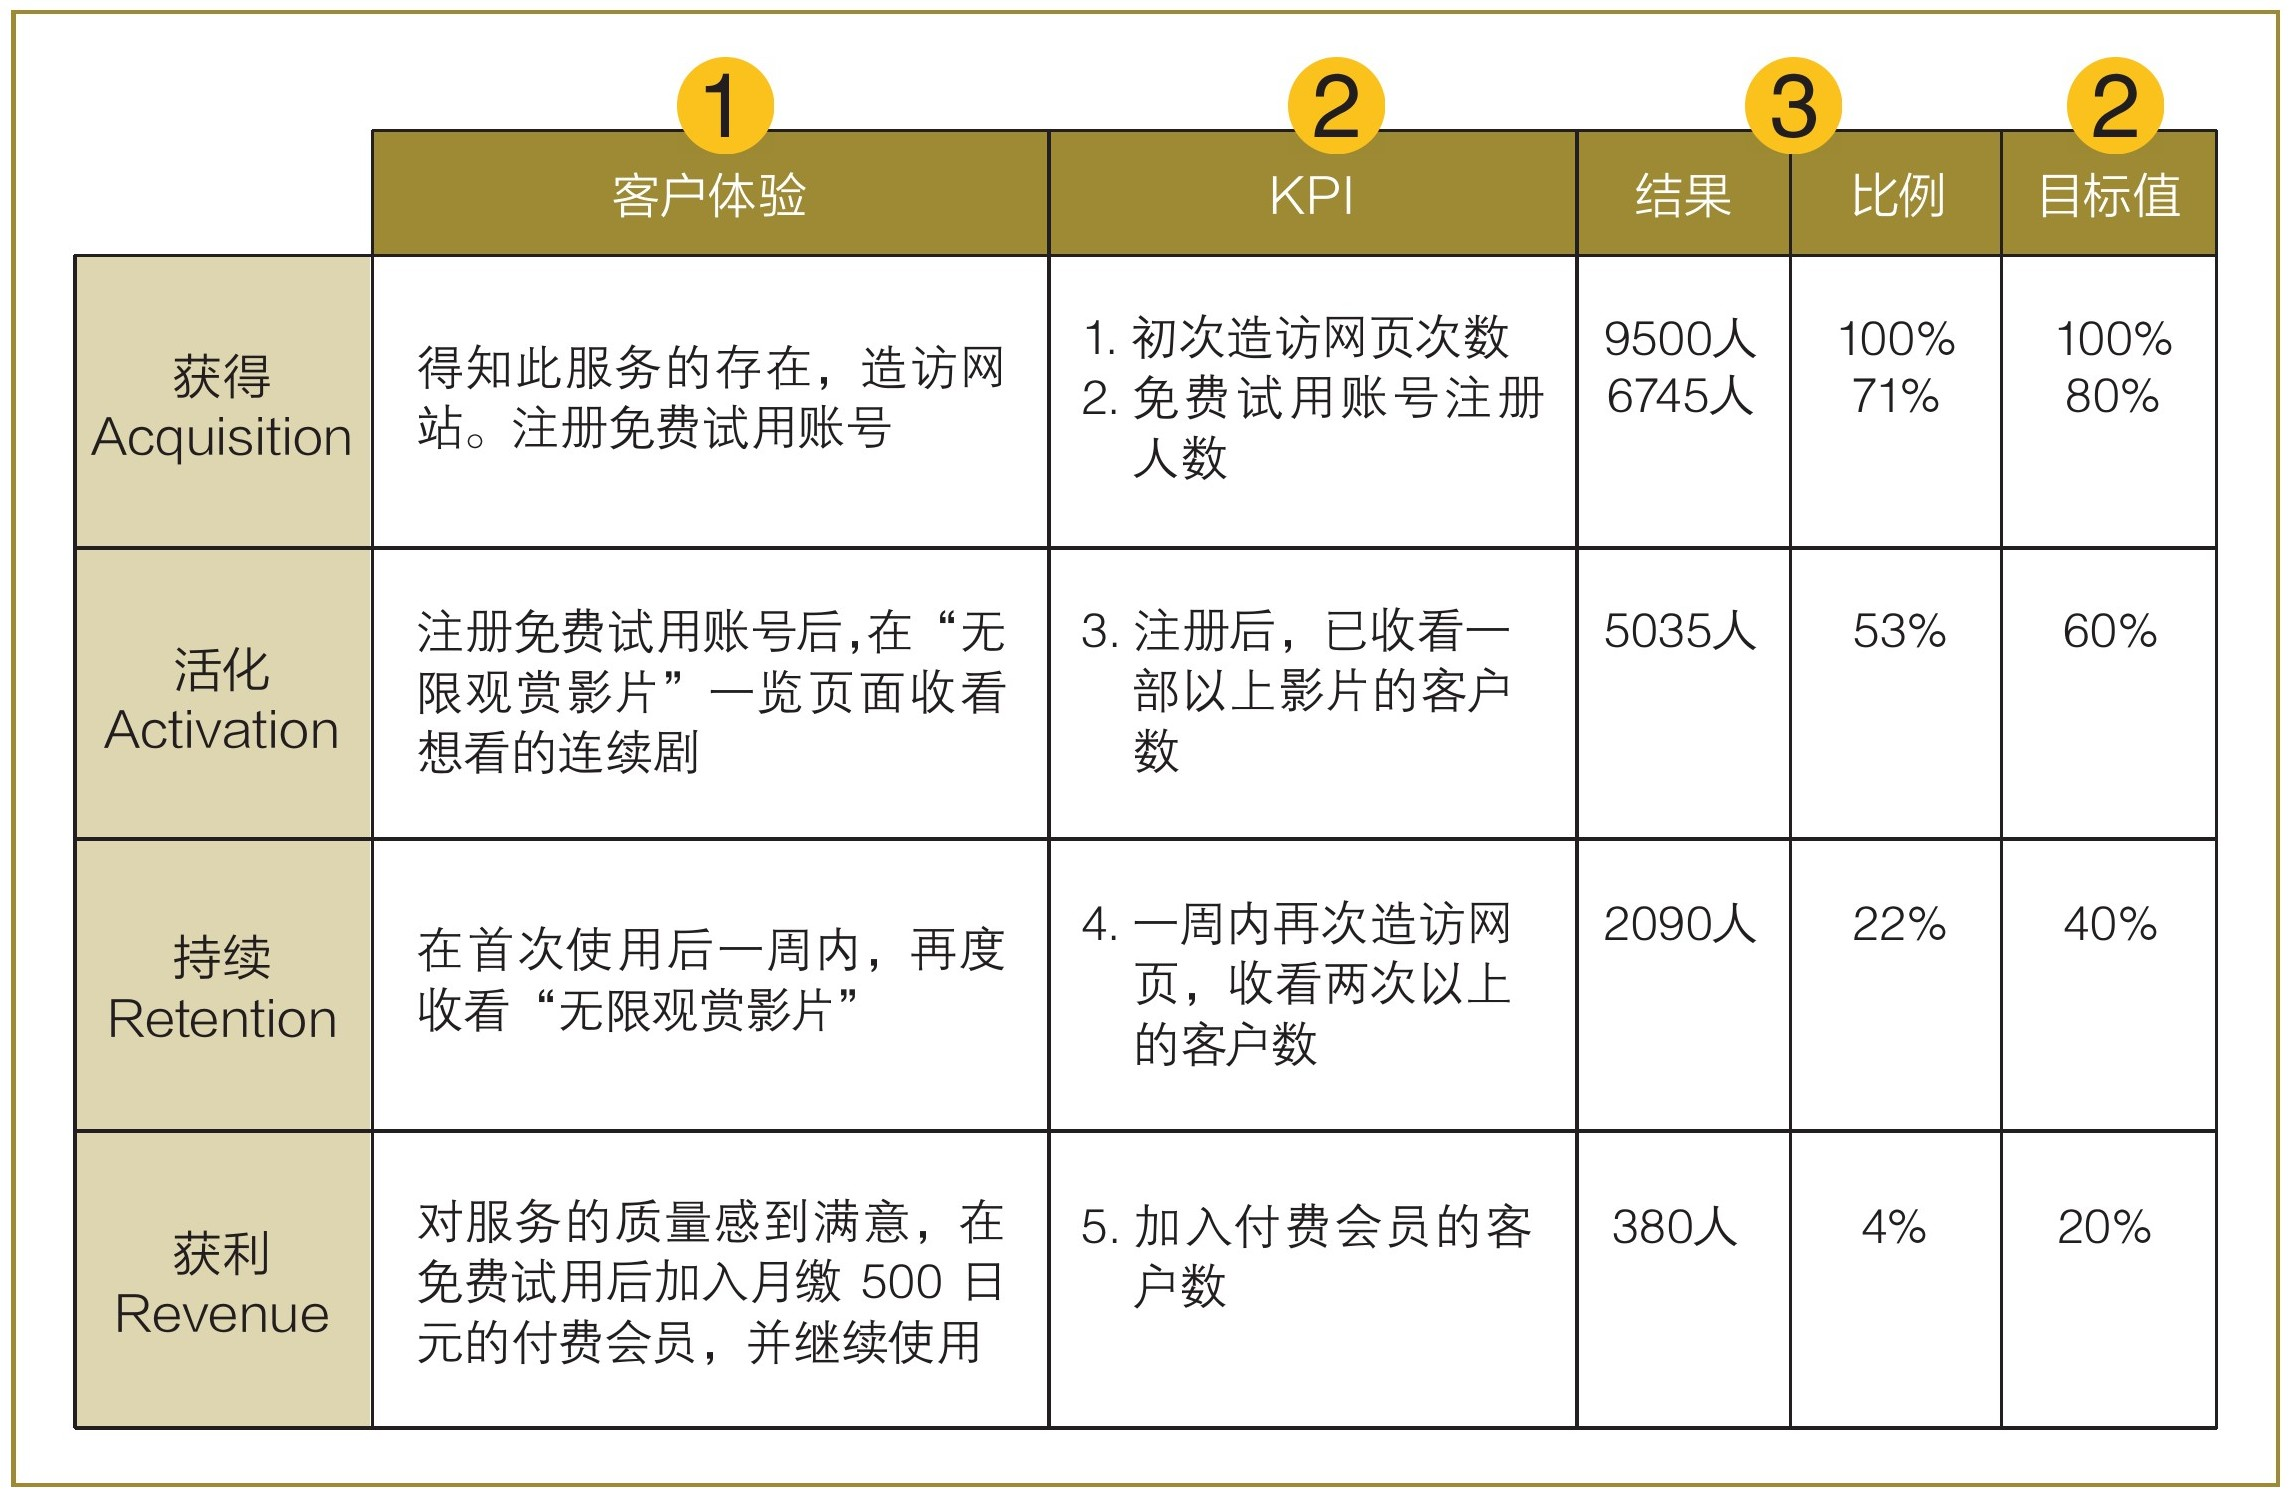 1 2 3 2
客户体验 KPI 结果 比例 目标值
获得
Acquisition
得知此服务的存在，造访网
站。注册免费试用账号
1. 初次造访网页次数
2. 免费试用账号注册
人数
9500人
6745人
100%
71%
100%
80%
活化
Activation
注册免费试用账号后,在“无
限观赏影片”一览页面收看
想看的连续剧
3. 注册后，已收看一
部以上影片的客户
数
5035人
53%
60%
持续
Retention
在首次使用后一周内，再度
收看“无限观赏影片”
4. 一周内再次造访网
页，收看两次以上
的客户数
2090人
22%
40%
获利
Revenue
对服务的质量感到满意，在
免费试用后加入月缴 500 日
元的付费会员，并继续使用
5. 加入付费会员的客
户数
380人
4%
20%